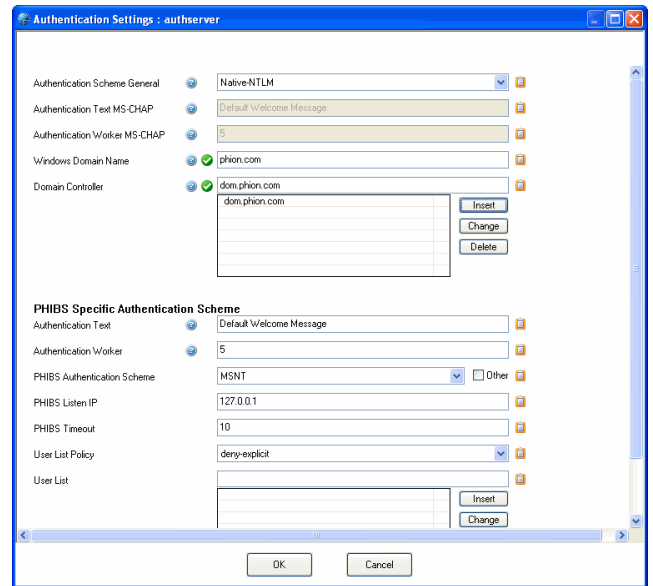 Authentication Settings : authserver
Authentication Scheme General Native-NTLM
Authentication Text MS-CHAP Default Welcome Message
Authentication Worker MS-CHAP 5
Windows Domain Name phion.com
Domain Controller dom.phion.com
dom.phion.com Insert
Change
Delete
PHIBS Specific Authentication Scheme
Authentication Text Default Welcome Message
Authentication Worker 5
PHIBS Authentication Scheme MSNT Other
PHIBS Listen IP 127.0.0.1
PHIBS Timeout 10
User List Policy deny-explicit
User List
Insert
Change
OK Cancel